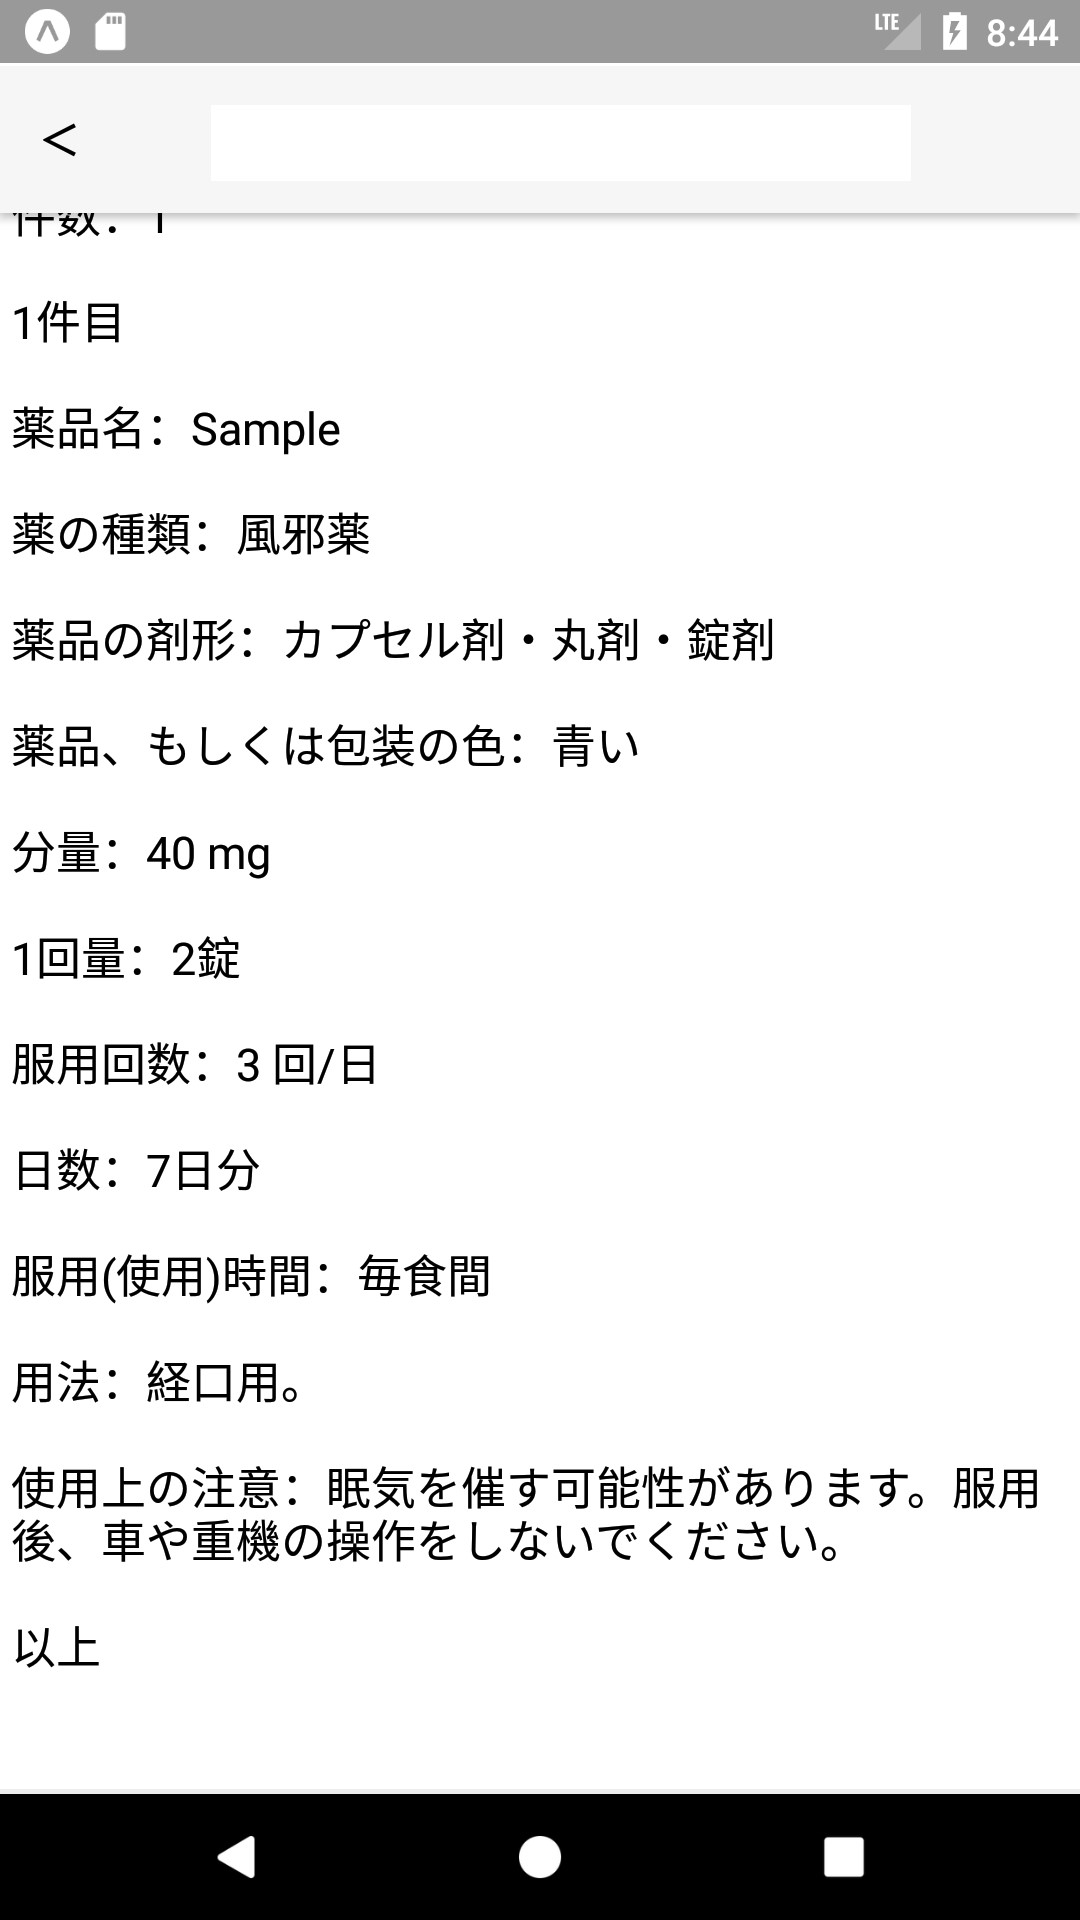 LTE 8:44
<
件数：1
1件目
薬品名：Sample
薬の種類：風邪薬
薬品の剤形：カプセル剤・丸剤・錠剤
薬品、もしくは包装の色：青い
分量：40 mg
1回量：2錠
服用回数：3 回/日
日数：7日分
服用(使用)時間：毎食間
用法：経口用。
使用上の注意：眠気を催す可能性があります。服用
後、車や重機の操作をしないでください。
以上